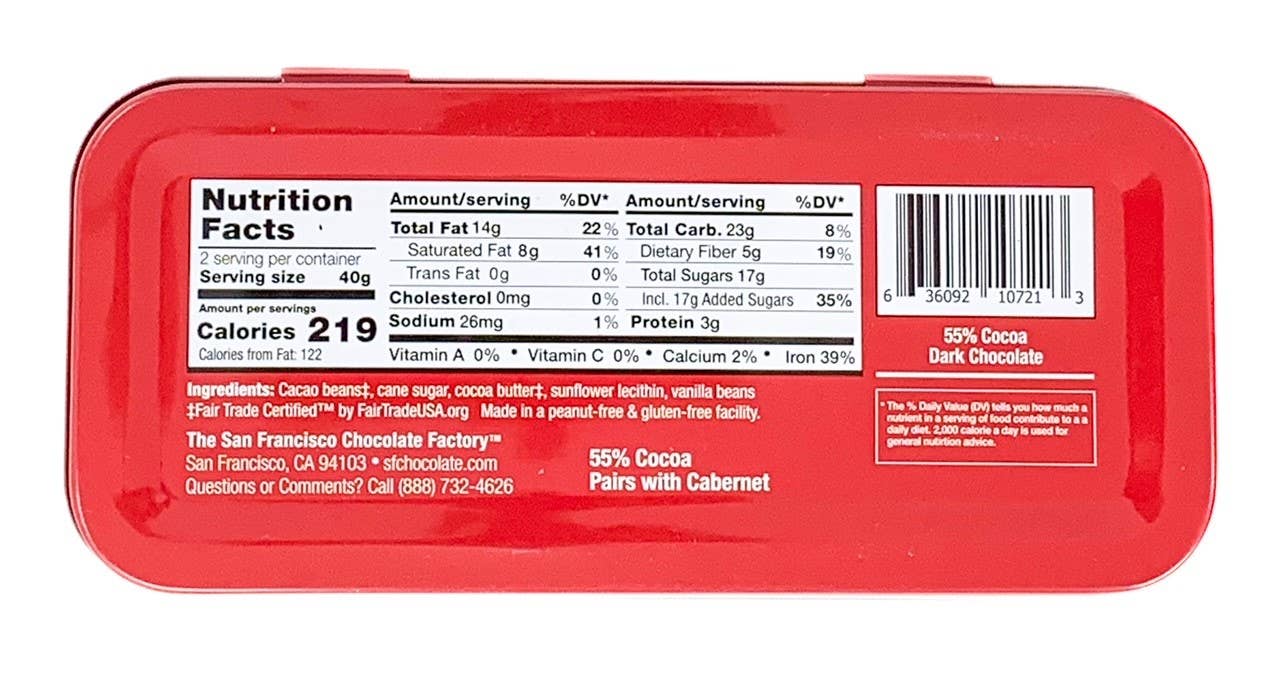 Nutrition
Facts
2 serving per container
Serving size 40g
Amount per servings
Calories 219
Calories from Fat: 122
Amount/serving %DV*
Total Fat 14g 22%
Saturated Fat 8g 41%
Trans Fat 0g 0%
Cholesterol 0mg 0%
Sodium 26mg 1%
Amount/serving %DV*
Total Carb. 23g 8%
Dietary Fiber 5g 19%
Total Sugars 17g
Incl. 17g Added Sugars 35%
Protein 3g
Vitamin A 0% • Vitamin C 0% • Calcium 2% • Iron 39%
6 36092 10721 3
55% Cocoa
Dark Chocolate
* The % Daily Value (DV) tells you how much a
nutrient in a serving of food contribute to a a
daily diet. 2,000 calorie a day is used for
general nutrition advice.
Ingredients: Cacao beans‡, cane sugar, cocoa butter‡, sunflower lecithin, vanilla beans
‡Fair Trade Certified™ by FairTradeUSA.org Made in a peanut-free & gluten-free facility.
The San Francisco Chocolate Factory™
San Francisco, CA 94103 • sfchocolate.com
Questions or Comments? Call (888) 732-4626
55% Cocoa
Pairs with Cabernet